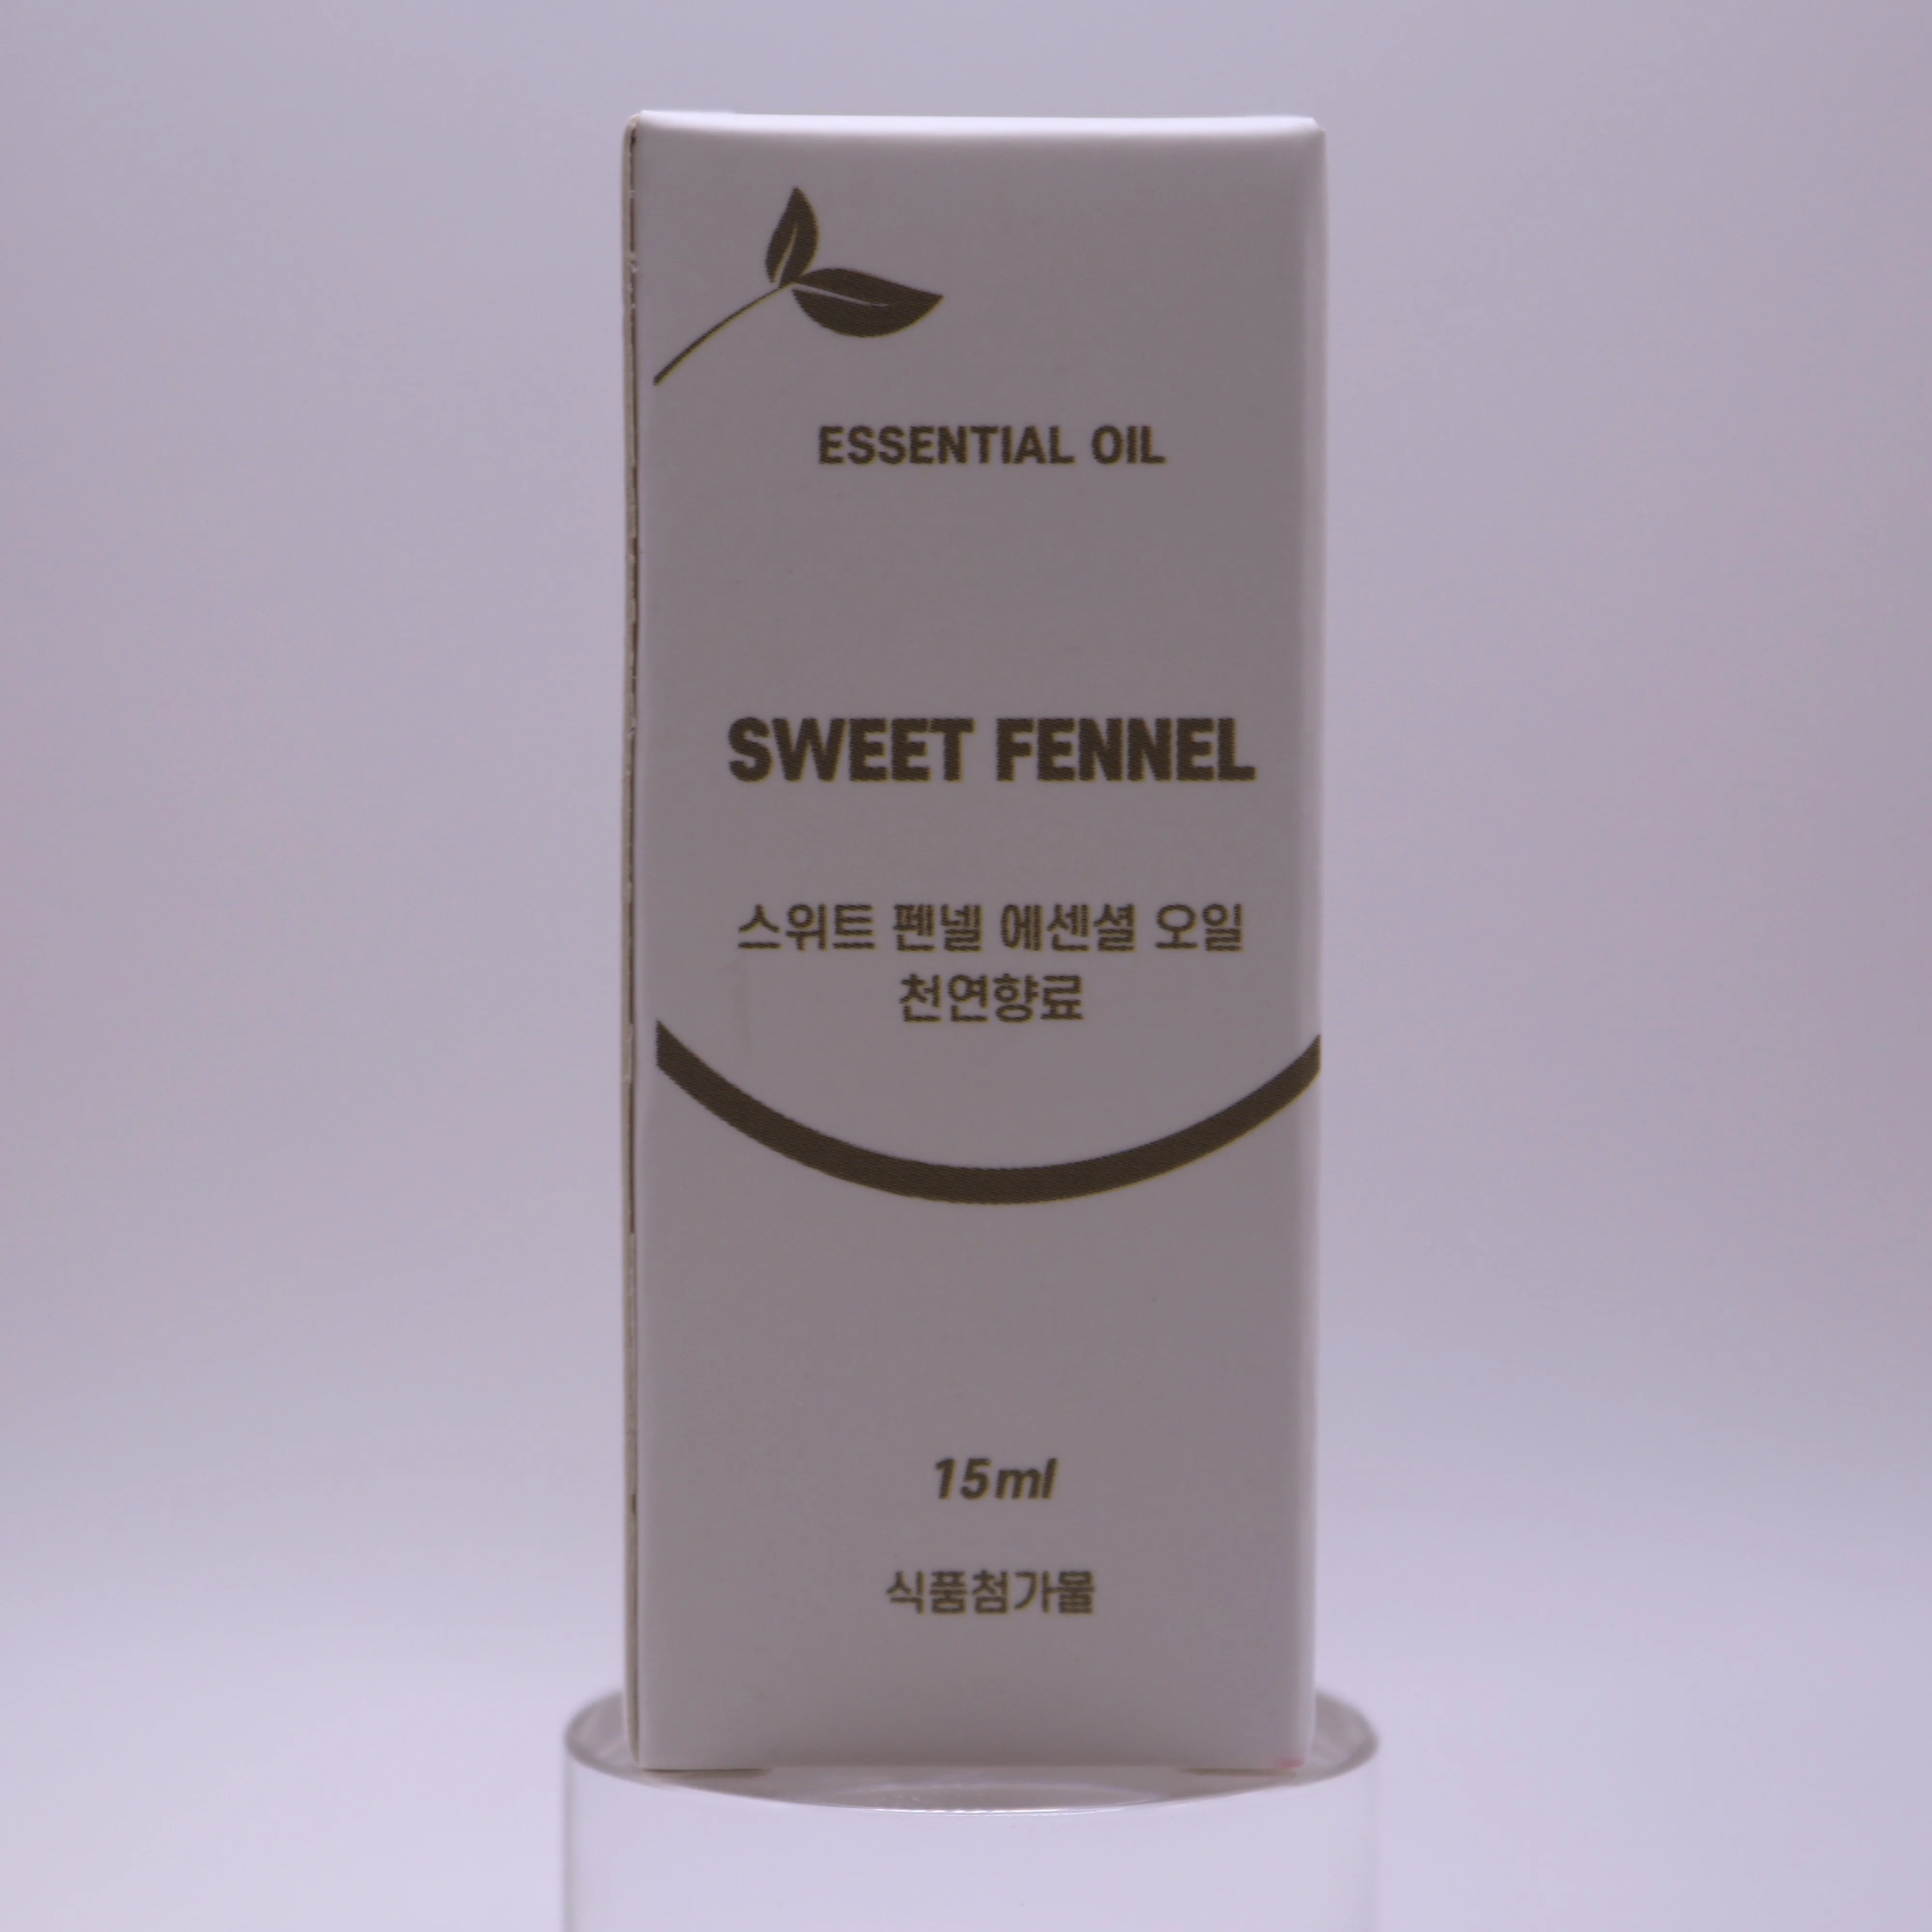 ESSENTIAL OIL
SWEET FENNEL
스위트 펜넬 에센셜 오일
천연향료
15ml
식품첨가물